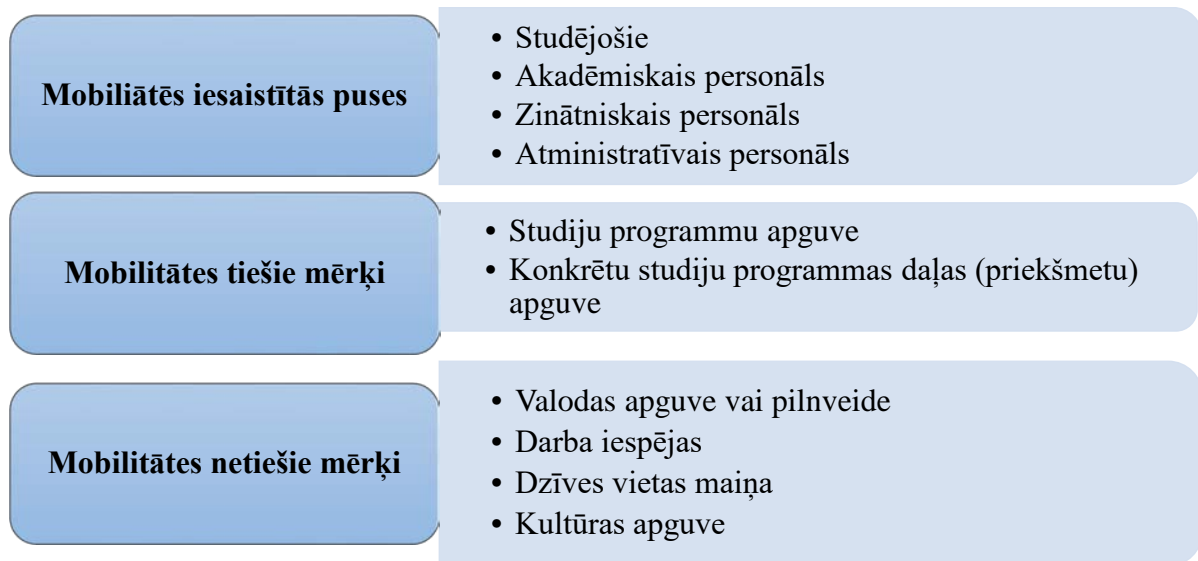 Mobiliātēs iesaistītās puses
• Studējošie
• Akadēmiskais personāls
• Zinātniskais personāls
• Atministratīvais personāls
Mobilitātes tiešie mērķi
• Studiju programmu apguve
• Konkrētu studiju programmas daļas (priekšmetu)
apguve
Mobilitātes netiešie mērķi
• Valodas apguve vai pilnveide
• Darba iespējas
• Dzīves vietas maiņa
• Kultūras apguve